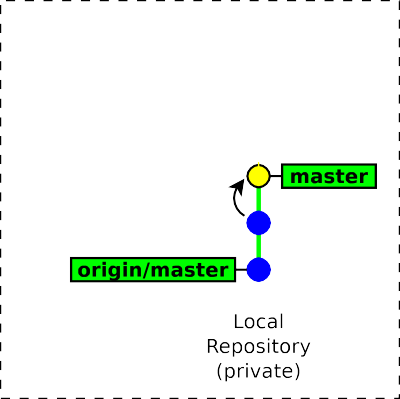 master
origin/master
Local
Repository
(private)